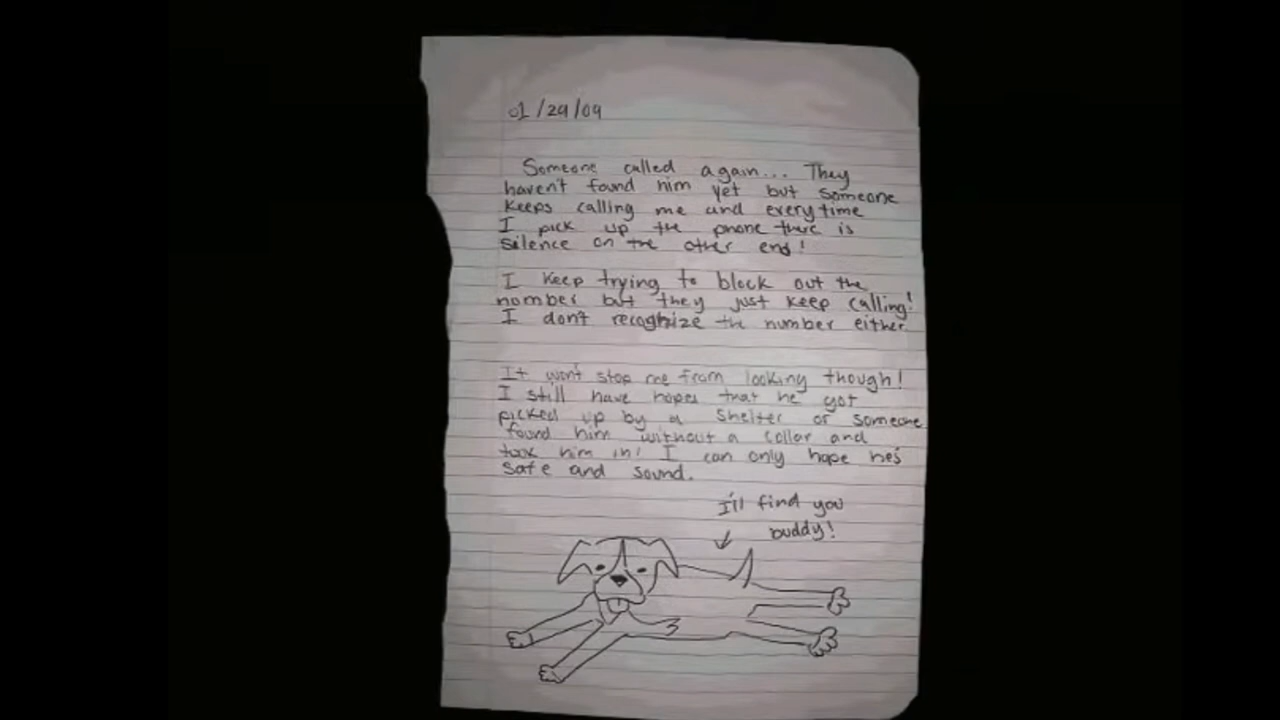 01/29/09
Someone called again... They
haven't found him yet but someone
keeps calling me and everytime
I pick up the phone there is
silence on the other end!
I keep trying to block out the
nomber but they just keep calling!
I don't recoghize the number either
It won't stop me from looking though!
I still have hopes that he got
picked up by a shelter or someone
found him without a collar and
took him in! I can only hope he's
safe and sound.
I'll find you
buddy!